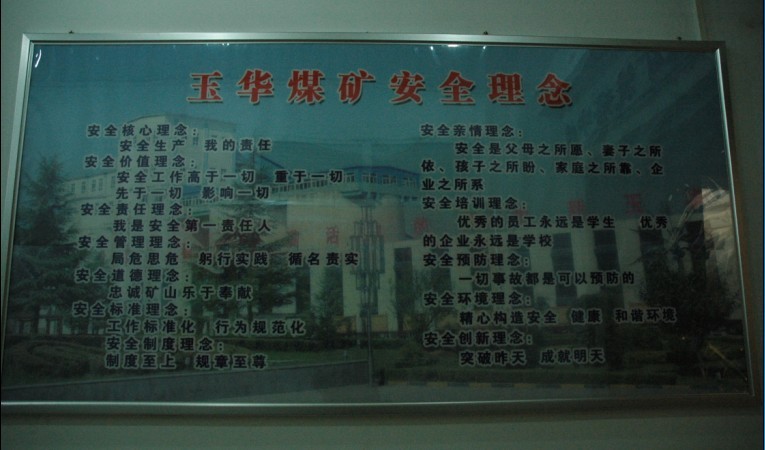 玉华煤矿安全理念
安全核心理念：
安全生产 我的责任
安全价值理念：
安全工作高于一切 重于一切
先于一切 影响一切
安全责任理念：
我是安全第一责任人
安全管理理念：
局危思危 躬行实践 循名责实
安全道德理念：
忠诚矿山乐于奉献
安全标准理念：
工作标准化 行为规范化
安全制度理念：
制度至上 规章至尊
安全亲情理念：
安全是父母之所愿、妻子之所
依、孩子之所盼、家庭之所靠、企
业之所系
安全培训理念：
优秀的员工永远是学生 优秀
的企业永远是学校
安全预防理念：
一切事故都是可以预防的
安全环境理念：
精心构造安全 健康 和谐环境
安全创新理念：
突破昨天 成就明天